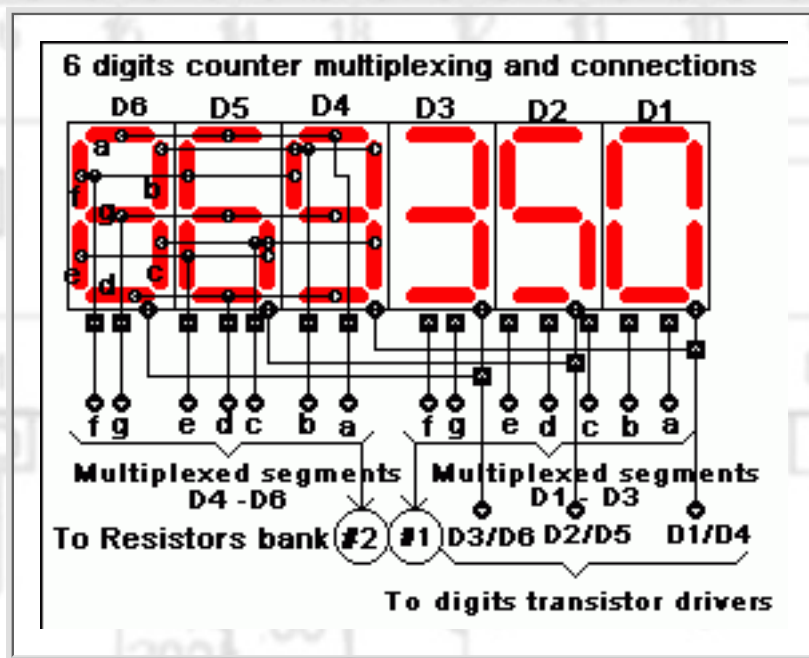 6 digits counter multiplexing and connections
D6 D5 D4 D3 D2 D1
a
f b
g
e c
d
f g e d c b a f g e d c b a
Multiplexed segments Multiplexed segments
D4 -D6 D1 - D3
To Resistors bank #2 #1 D3/D6 D2/D5 D1/D4
To digits transistor drivers